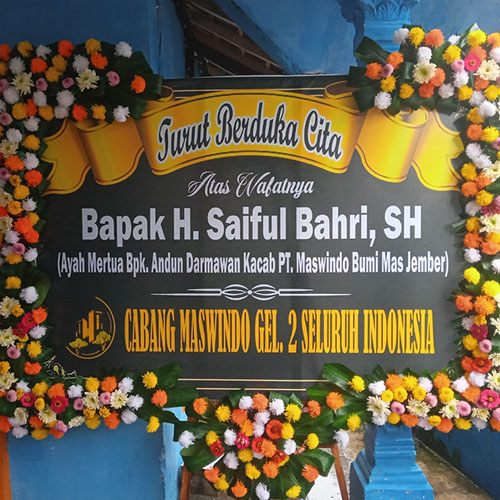 Turut Berduka Cita
Atas Wafatnya
Bapak H. Saiful Bahri, SH
(Ayah Mertua Bpk. Andun Darmawan Kacab PT. Maswindo Bumi Mas Jember)
CABANG MASWINDO GEL. 2 SELURUH INDONESIA